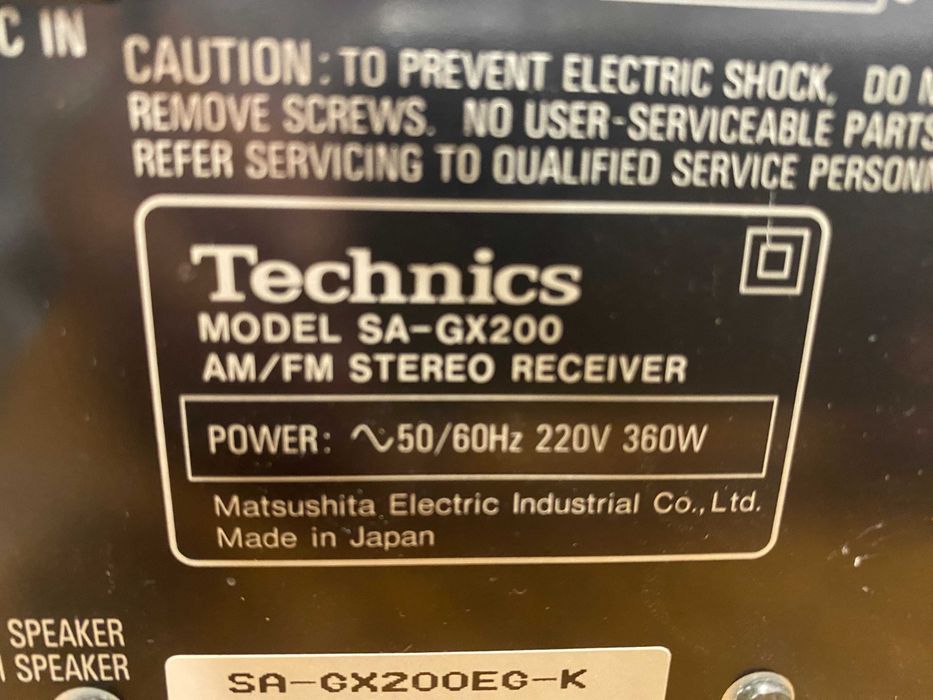 C IN
CAUTION: TO PREVENT ELECTRIC SHOCK, DO
REMOVE SCREWS. NO USER-SERVICEABLE PARTS
REFER SERVICING TO QUALIFIED SERVICE PERSONN
Technics
MODEL SA-GX200
AM/FM STEREO RECEIVER
POWER: ∿50/60Hz 220V 360W
Matsushita Electric Industrial Co., Ltd.
Made in Japan
SPEAKER
SPEAKER
SA-GX200EG-K